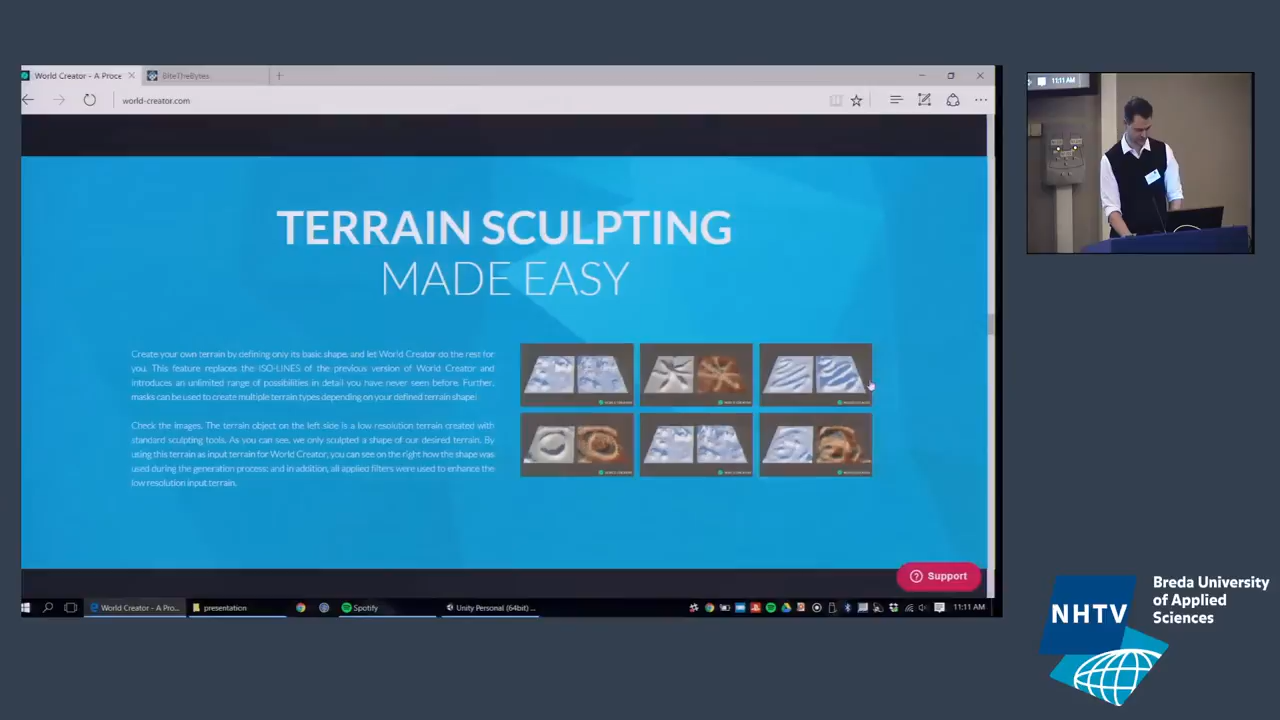 World Creator - A Proce
BiteTheBytes
world-creator.com
11:11 AM
TERRAIN SCULPTING
MADE EASY
Create your own terrain by defining only its basic shape, and let World Creator do the rest for
you. This feature replaces the ISO-LINES of the previous version of World Creator and
introduces an unlimited range of possibilities in detail you have never seen before. Further,
masks can be used to create multiple terrain types depending on your defined terrain shape!
Check the images. The terrain object on the left side is a low resolution terrain created with
standard sculpting tools. As you can see, we only sculpted a shape of our desired terrain. By
using this terrain as input terrain for World Creator, you can see on the right how the shape was
used during the generation process; and in addition, all applied filters were used to enhance the
low resolution input terrain.
Support
World Creator - A Pro...
presentation
Spotify
Unity Personal (64bit) ...
11:11 AM
NHTV
Breda University
of Applied
Sciences